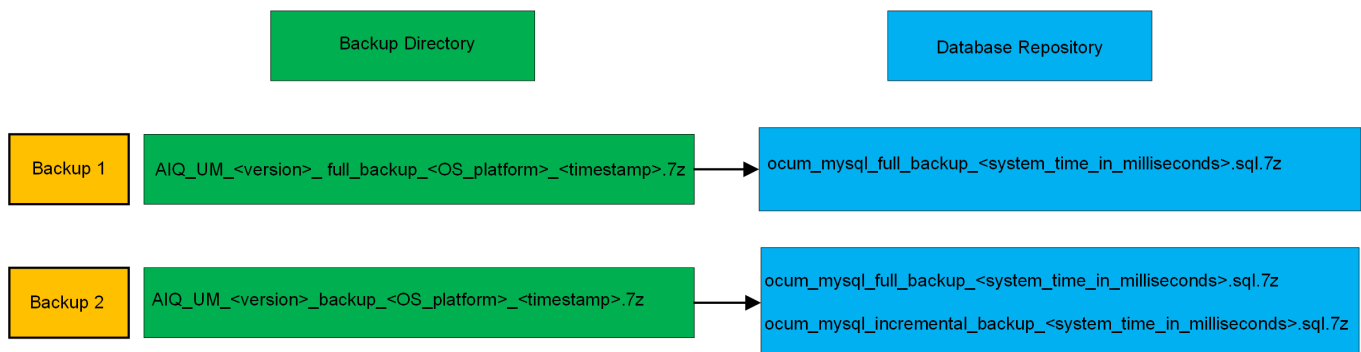 Backup Directory
Database Repository
Backup 1
AIQ_UM_<version>_ full_backup_<OS_platform>_<timestamp>.7z
ocum_mysql_full_backup_<system_time_in_milliseconds>.sql.7z
Backup 2
AIQ_UM_<version>_backup_<OS_platform>_<timestamp>.7z
ocum_mysql_full_backup_<system_time_in_milliseconds>.sql.7z
ocum_mysql_incremental_backup_<system_time_in_milliseconds>.sql.7z